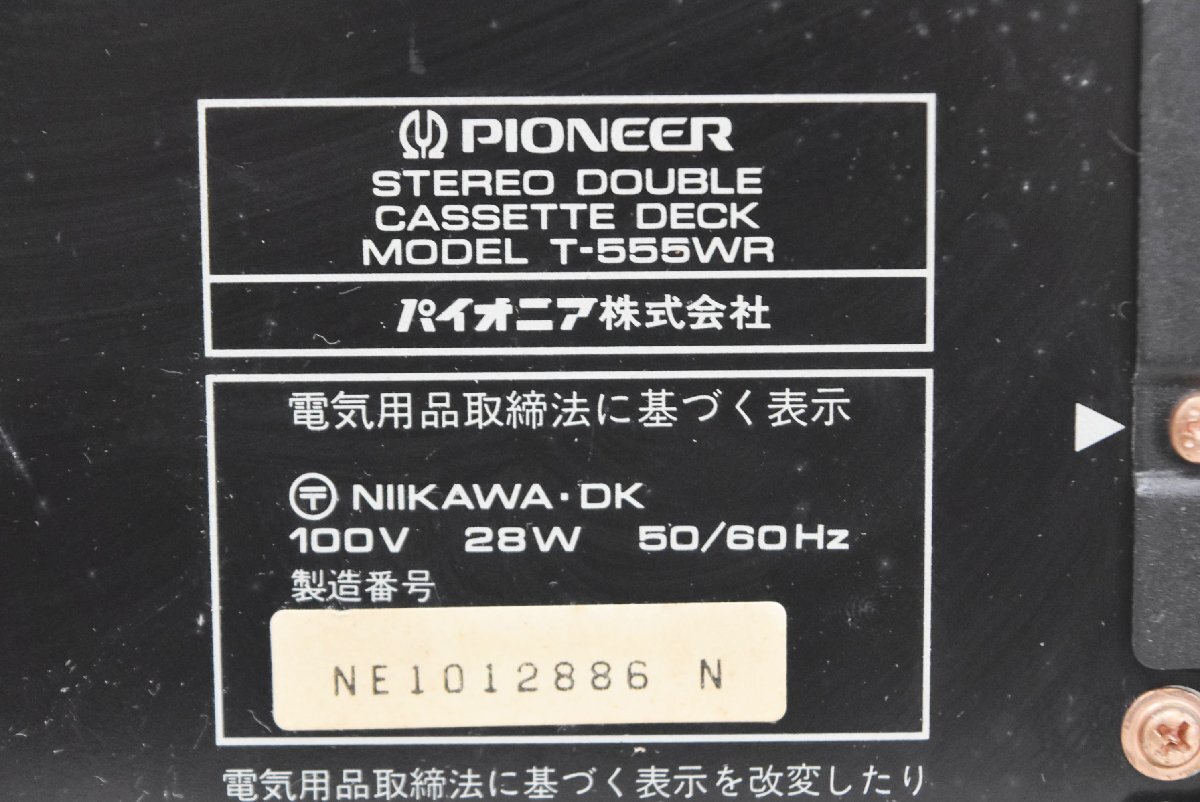 PIONEER
STEREO DOUBLE
CASSETTE DECK
MODEL T-555WR
パイオニア株式会社
電気用品取締法に基づく表示
〶 NIIKAWA・DK
100V 28W 50/60Hz
製造番号
NE1012886 N
電気用品取締法に基づく表示を改変したり